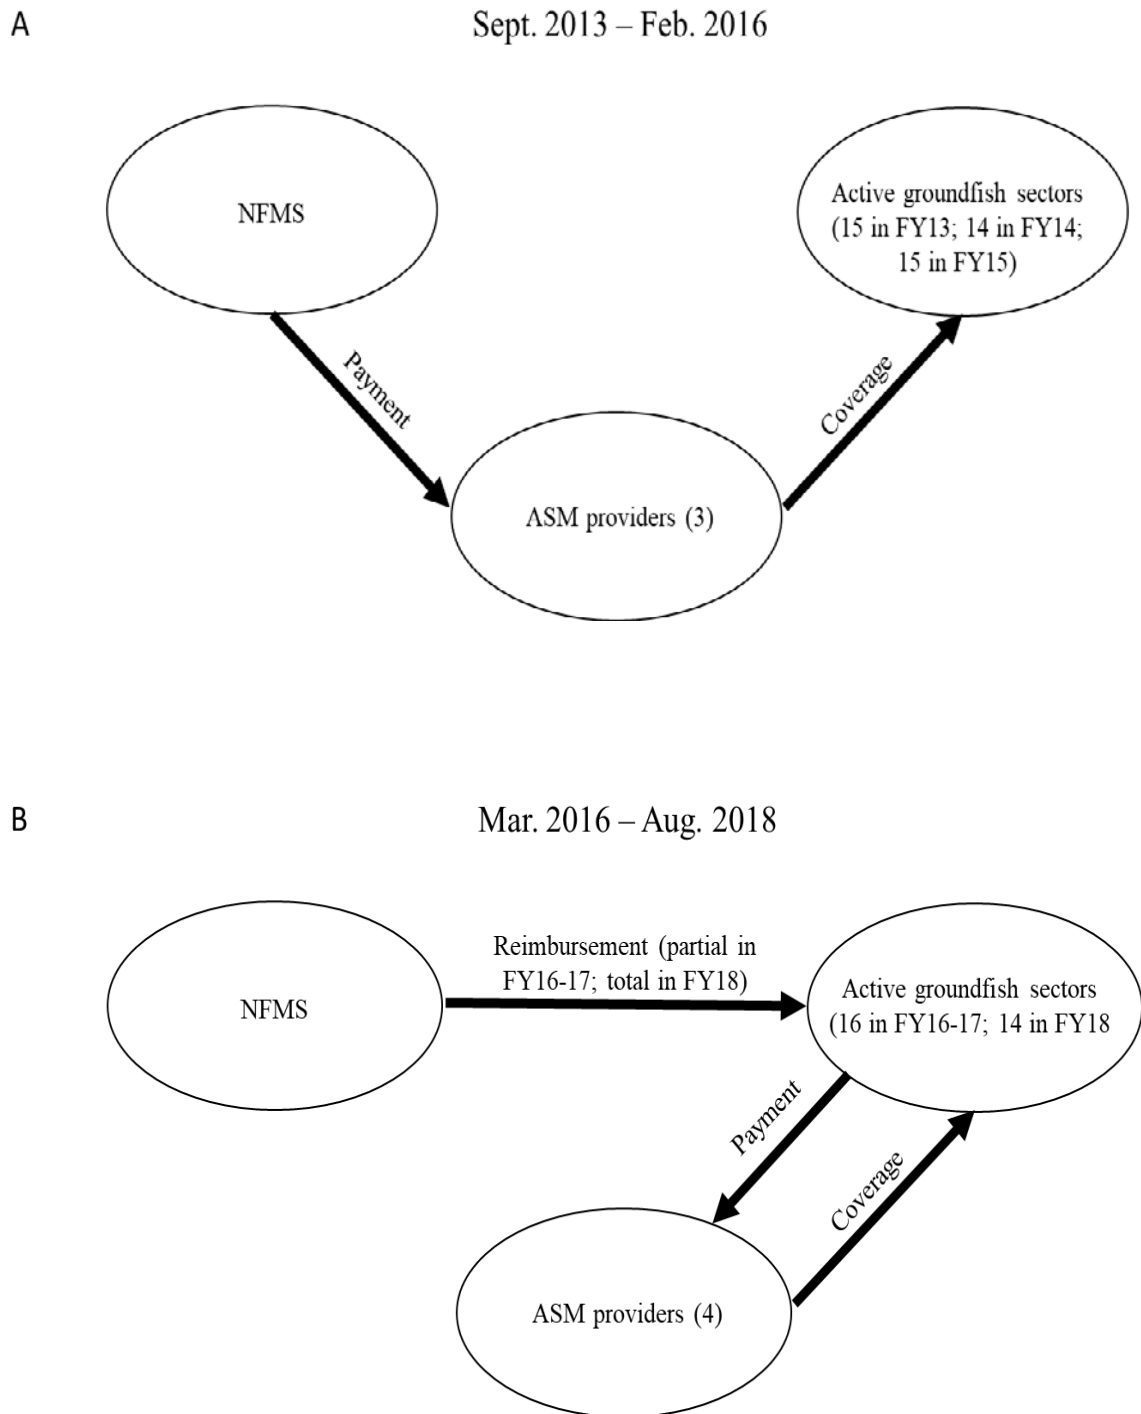 A
Sept. 2013 – Feb. 2016
NFMS
Active groundfish sectors
(15 in FY13; 14 in FY14;
15 in FY15)
Payment
Coverage
ASM providers (3)
B
Mar. 2016 – Aug. 2018
Reimbursement (partial in
FY16-17; total in FY18)
NFMS
Active groundfish sectors
(16 in FY16-17; 14 in FY18
Payment
Coverage
ASM providers (4)